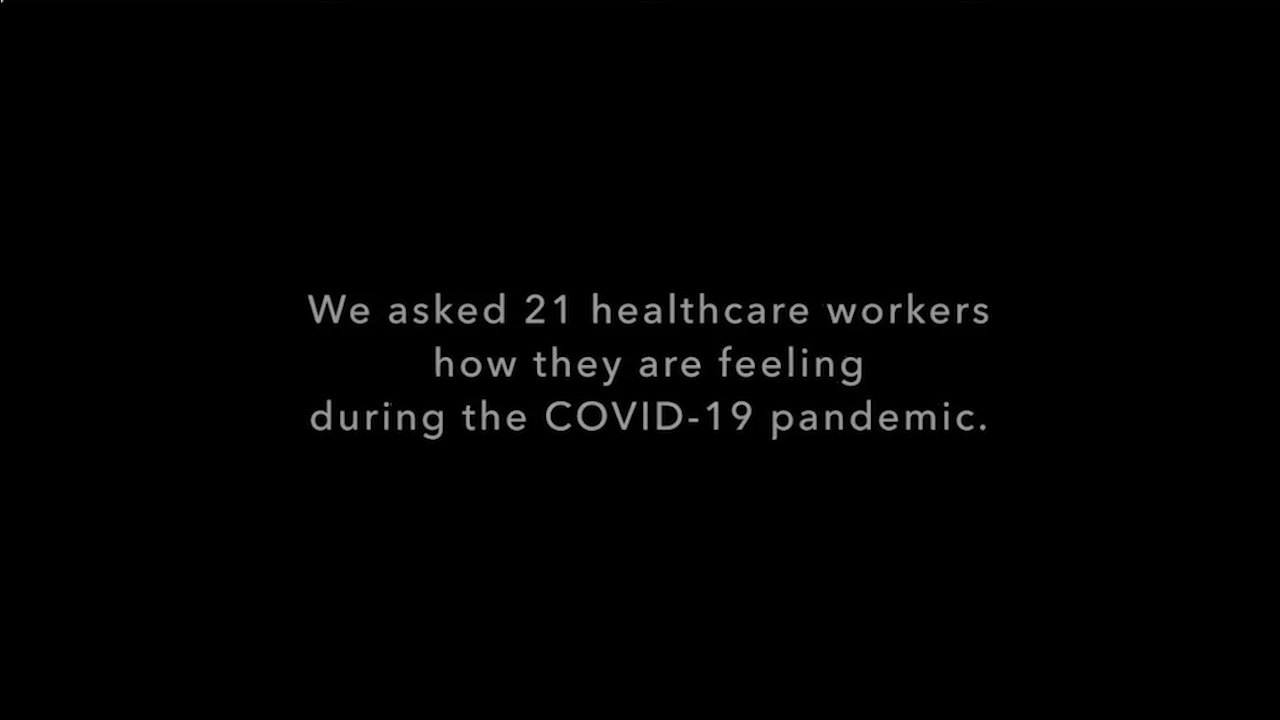 We asked 21 healthcare workers
how they are feeling
during the COVID-19 pandemic.